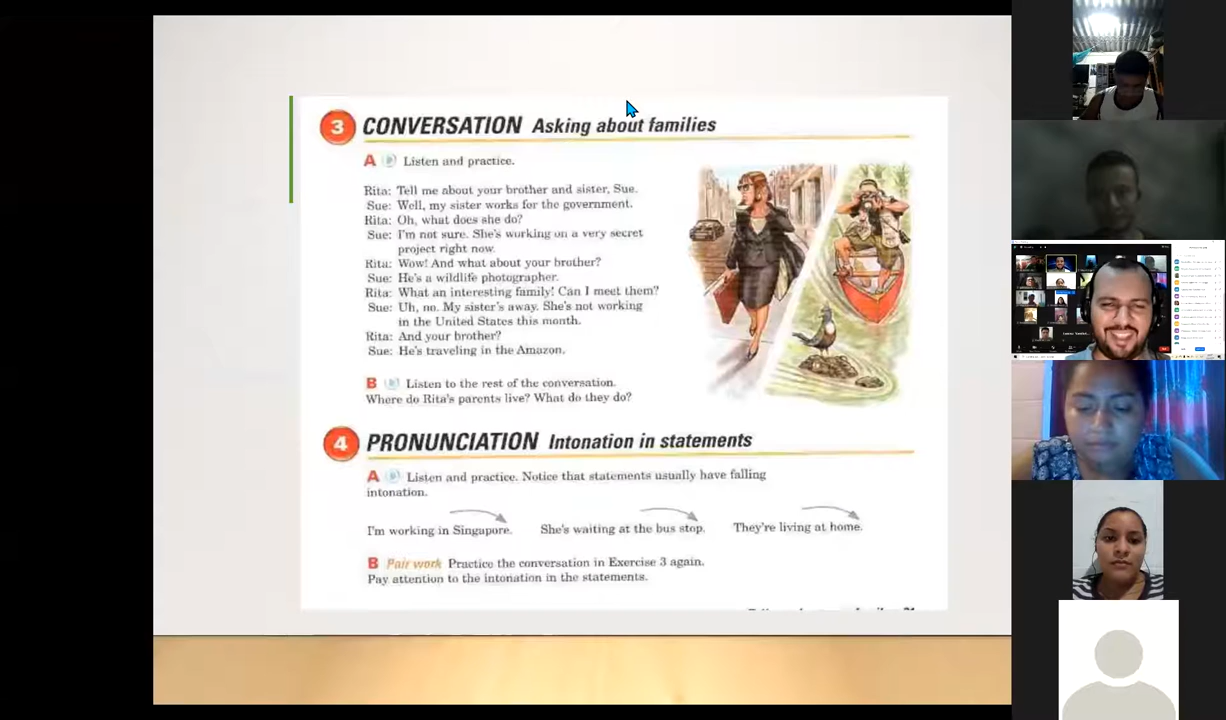 3 CONVERSATION Asking about families
A Listen and practice.
Rita: Tell me about your brother and sister, Sue.
Sue: Well, my sister works for the government.
Rita: Oh, what does she do?
Sue: I'm not sure. She's working on a very secret
project right now.
Rita: Wow! And what about your brother?
Sue: He's a wildlife photographer.
Rita: What an interesting family! Can I meet them?
Sue: Uh, no. My sister's away. She's not working
in the United States this month.
Rita: And your brother?
Sue: He's traveling in the Amazon.
B Listen to the rest of the conversation.
Where do Rita's parents live? What do they do?
4 PRONUNCIATION Intonation in statements
A Listen and practice. Notice that statements usually have falling
intonation.
I'm working in Singapore. She's waiting at the bus stop. They're living at home.
B Pair work Practice the conversation in Exercise 3 again.
Pay attention to the intonation in the statements.